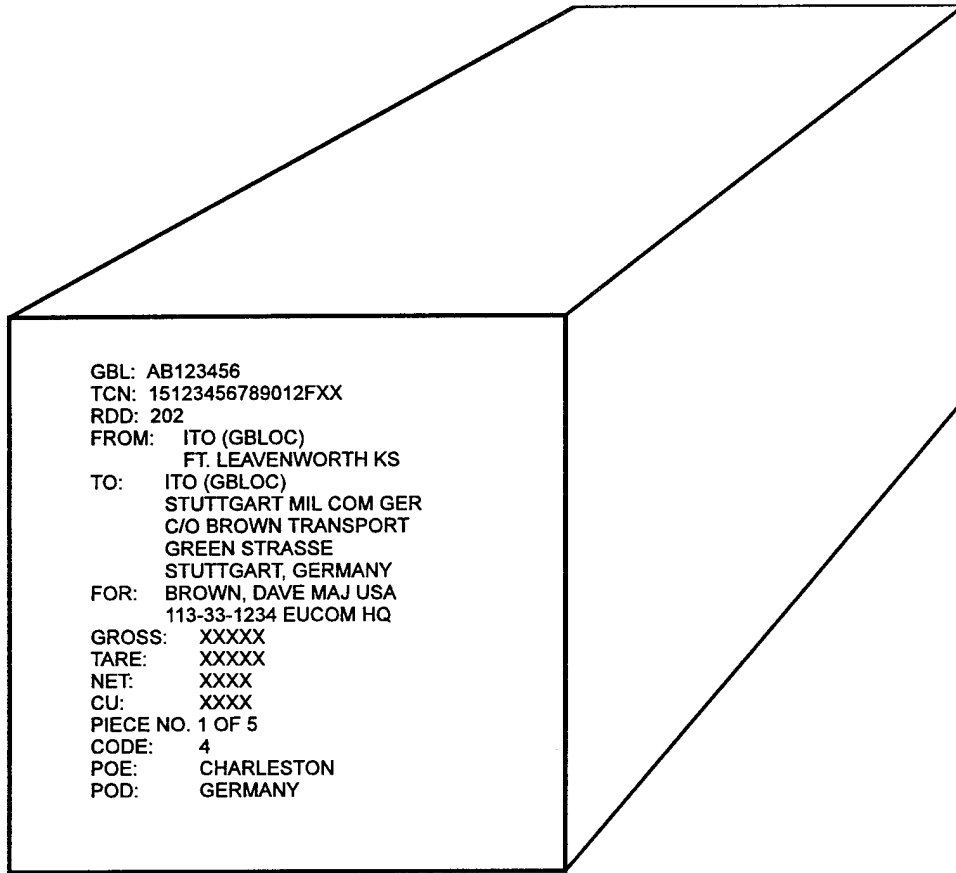 GBL: AB123456
TCN: 15123456789012FXX
RDD: 202
FROM: ITO (GBLOC)
FT. LEAVENWORTH KS
TO: ITO (GBLOC)
STUTTGART MIL COM GER
C/O BROWN TRANSPORT
GREEN STRASSE
STUTTGART, GERMANY
FOR: BROWN, DAVE MAJ USA
113-33-1234 EUCOM HQ
GROSS: XXXXX
TARE: XXXXX
NET: XXXX
CU: XXXX
PIECE NO. 1 OF 5
CODE: 4
POE: CHARLESTON
POD: GERMANY